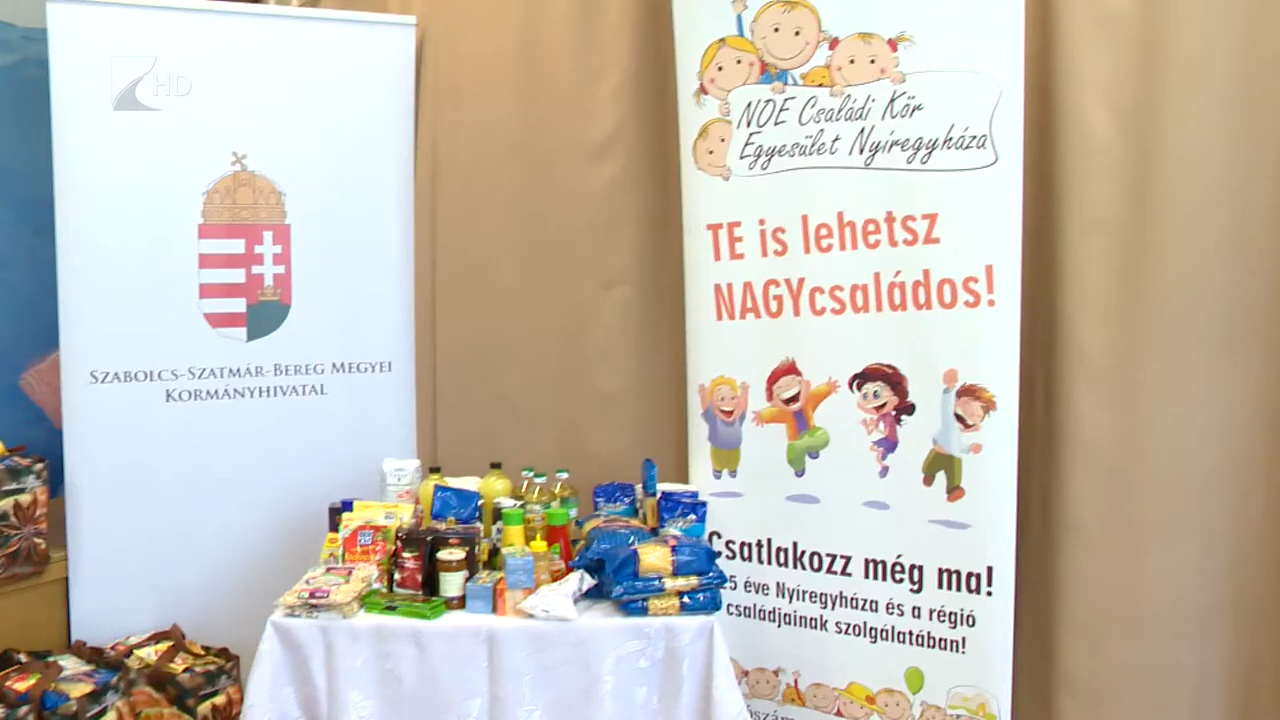 HD
SZABOLCS-SZATMÁR-BEREG MEGYEI
KORMÁNYHIVATAL
NOE Családi Kör
Egyesület Nyíregyháza
TE is lehetsz
NAGYcsaládos!
Csatlakozz még ma!
25 éve Nyíregyháza és a régió
családjainak szolgálatában!